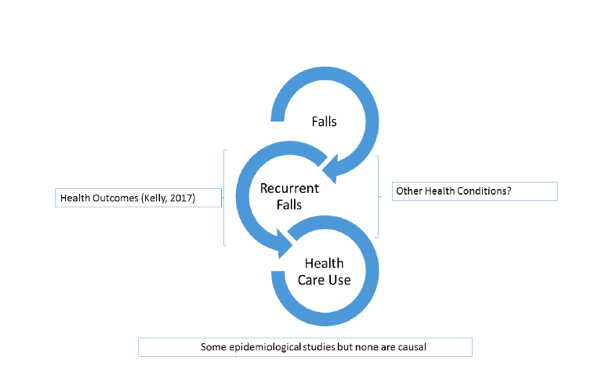 Falls
Health Outcomes (Kelly, 2017)
Recurrent
Falls
Other Health Conditions?
Health
Care Use
Some epidemiological studies but none are causal